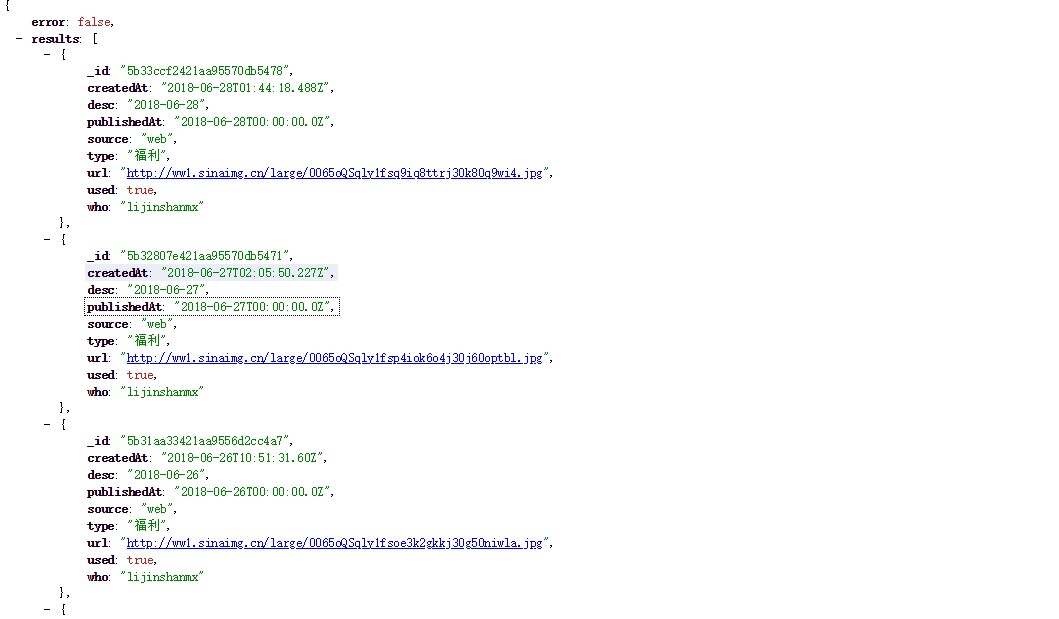 {
error: false,
- results: [
- {
_id: "5b33ccf2421aa95570db5478",
createdAt: "2018-06-28T01:44:18.488Z",
desc: "2018-06-28",
publishedAt: "2018-06-28T00:00:00.0Z",
source: "web",
type: "福利",
url: "http://ww1.sinaimg.cn/large/0065oQSqly1fsq9iq8ttrj30k80q9wi4.jpg",
used: true,
who: "lijinshanmx"
},
- {
_id: "5b32807e421aa95570db5471",
createdAt: "2018-06-27T02:05:50.227Z",
desc: "2018-06-27",
publishedAt: "2018-06-27T00:00:00.0Z",
source: "web",
type: "福利",
url: "http://ww1.sinaimg.cn/large/0065oQSqly1fsp4iok6o4j30j60optbl.jpg",
used: true,
who: "lijinshanmx"
},
- {
_id: "5b31aa33421aa9556d2cc4a7",
createdAt: "2018-06-26T10:51:31.60Z",
desc: "2018-06-26",
publishedAt: "2018-06-26T00:00:00.0Z",
source: "web",
type: "福利",
url: "http://ww1.sinaimg.cn/large/0065oQSqly1fsoe3k2gkkj30g50niwla.jpg",
used: true,
who: "lijinshanmx"
},
- {